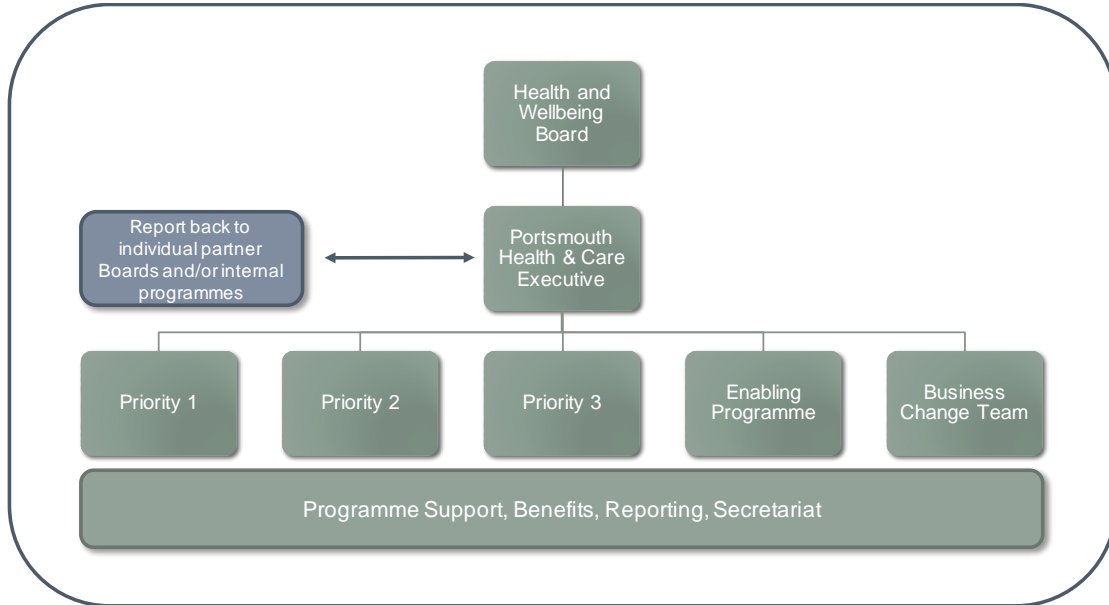 Health and
Wellbeing
Board
Report back to
individual partner
Boards and/or internal
programmes
Portsmouth
Health & Care
Executive
Priority 1
Priority 2
Priority 3
Enabling
Programme
Business
Change Team
Programme Support, Benefits, Reporting, Secretariat